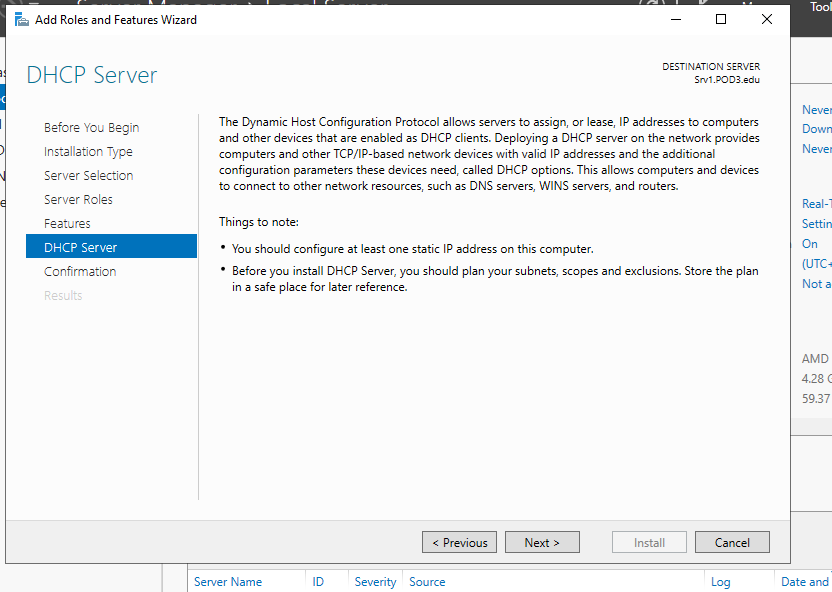 Add Roles and Features Wizard
Tool
DHCP Server
DESTINATION SERVER
Srv1.POD3.edu
Before You Begin
Installation Type
Server Selection
Server Roles
Features
DHCP Server
Confirmation
Results
The Dynamic Host Configuration Protocol allows servers to assign, or lease, IP addresses to computers
and other devices that are enabled as DHCP clients. Deploying a DHCP server on the network provides
computers and other TCP/IP-based network devices with valid IP addresses and the additional
configuration parameters these devices need, called DHCP options. This allows computers and devices
to connect to other network resources, such as DNS servers, WINS servers, and routers.
Things to note:
• You should configure at least one static IP address on this computer.
• Before you install DHCP Server, you should plan your subnets, scopes and exclusions. Store the plan
in a safe place for later reference.
Never
Down
Never
Real-T
Settin
On
(UTC+
Not a
AMD
4.28 G
59.37
< Previous
Next >
Install
Cancel
Server Name
ID
Severity
Source
Log
Date and